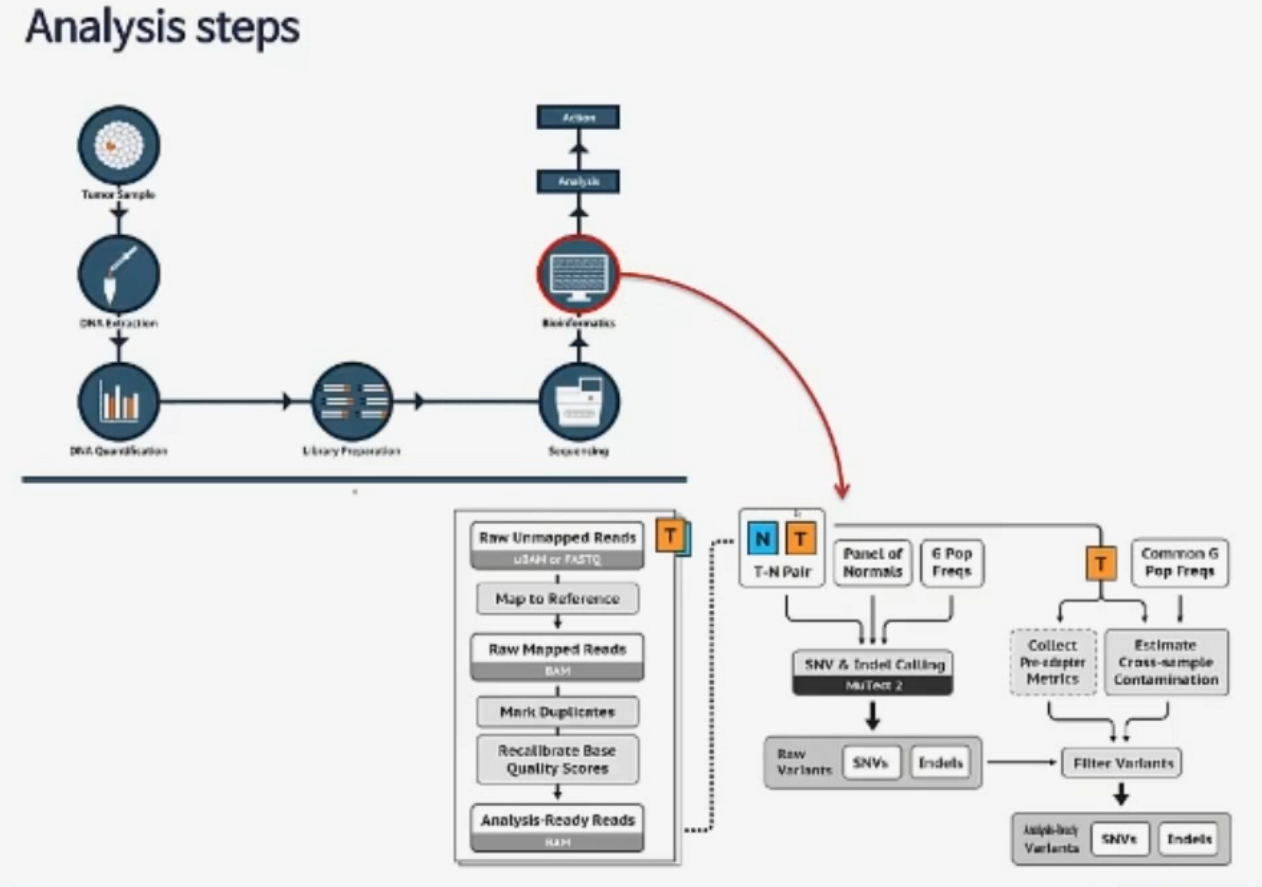 Analysis steps
Tumor Sample
DNA Extraction
DNA Quantification
Library Preparation
Sequencing
Bioinformatics
Analysis
Action
T
Raw Unmapped Reads
uBAM or FASTQ
Map to Reference
Raw Mapped Reads
BAM
Mark Duplicates
Recalibrate Base
Quality Scores
Analysis-Ready Reads
BAM
N T
T-N Pair
Panel of
Normals
G Pop
Freqs
SNV & Indel Calling
MuTect 2
Raw
Variants
SNVs
Indels
T
Common G
Pop Freqs
Collect
Pre-adapter
Metrics
Estimate
Cross-sample
Contamination
Filter Variants
Analysis-Ready
Variants
SNVs
Indels